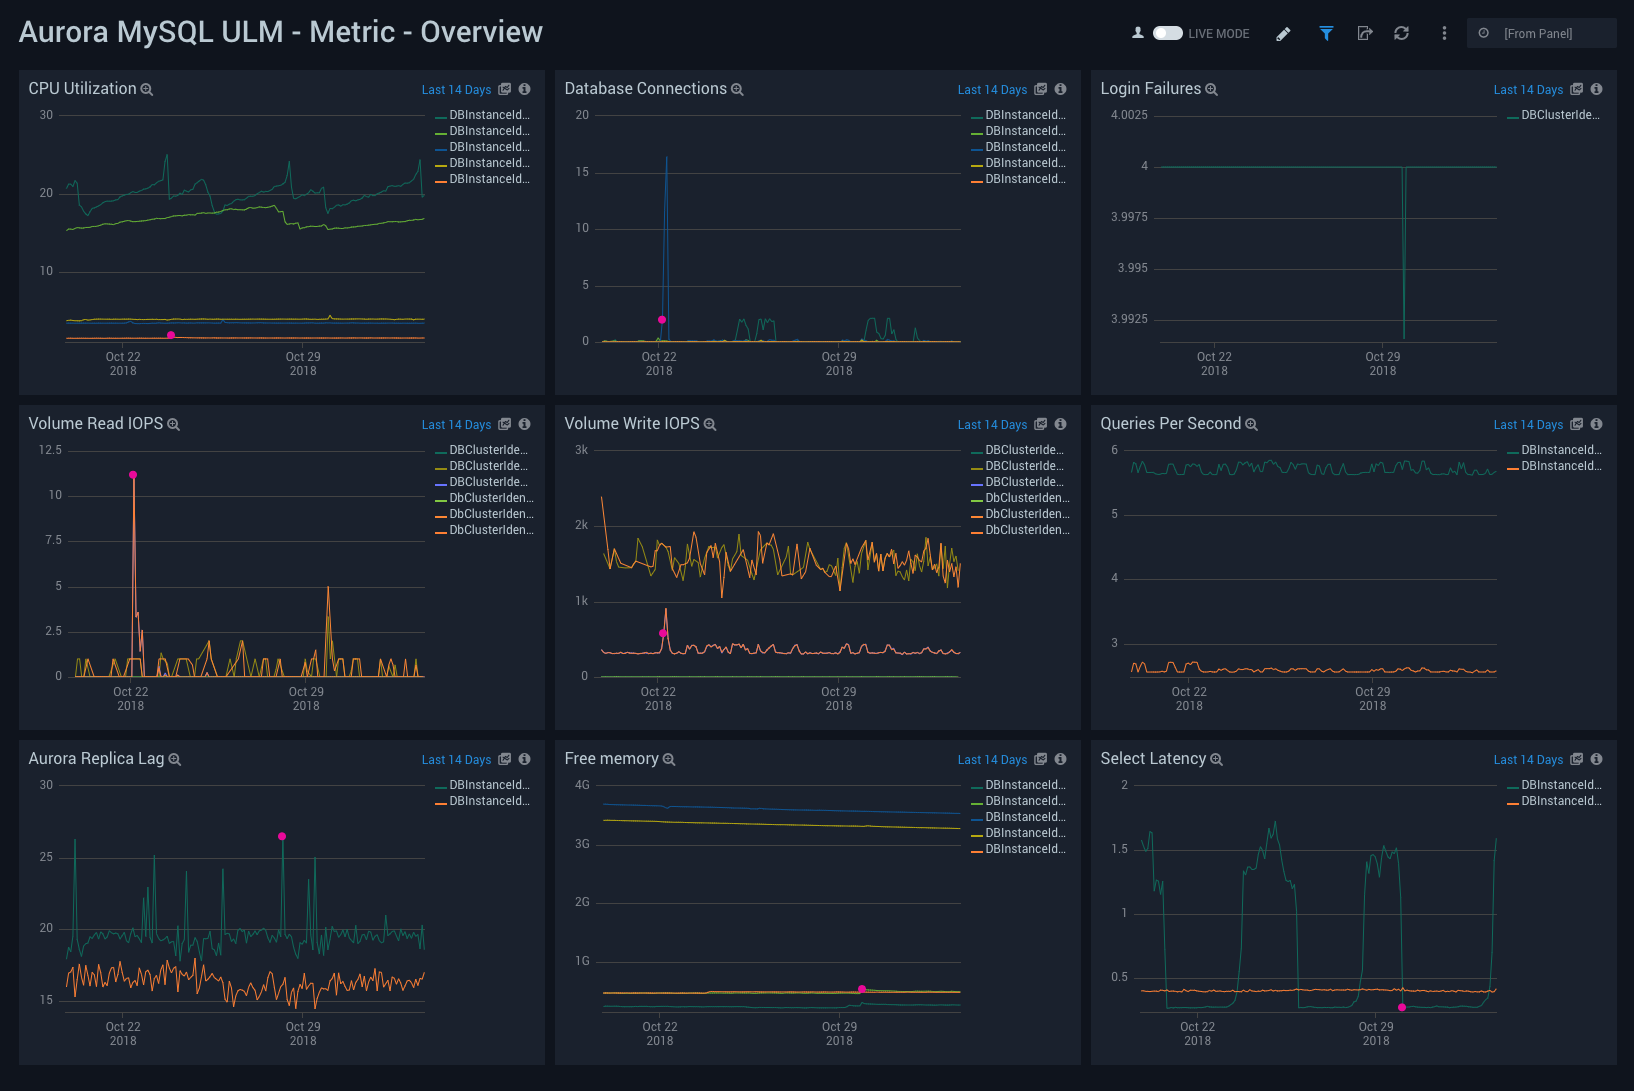 Aurora MySQL ULM - Metric - Overview
LIVE MODE
[From Panel]
CPU Utilization
Last 14 Days
30
20
10
Oct 22
2018
Oct 29
2018
DBInstanceId...
DBInstanceId...
DBInstanceId...
DBInstanceId...
DBInstanceId...
Database Connections
Last 14 Days
20
15
10
5
0
Oct 22
2018
Oct 29
2018
DBInstanceId...
DBInstanceId...
DBInstanceId...
DBInstanceId...
DBInstanceId...
Login Failures
Last 14 Days
4.0025
4
3.9975
3.995
3.9925
Oct 22
2018
Oct 29
2018
DBClusterIde...
Volume Read IOPS
Last 14 Days
12.5
10
7.5
5
2.5
0
Oct 22
2018
Oct 29
2018
DBClusterIde...
DBClusterIde...
DBClusterIde...
DbClusterIden...
DbClusterIden...
DbClusterIden...
Volume Write IOPS
Last 14 Days
3k
2k
1k
0
Oct 22
2018
Oct 29
2018
DBClusterIde...
DBClusterIde...
DBClusterIde...
DbClusterIden...
DbClusterIden...
DbClusterIden...
Queries Per Second
Last 14 Days
6
5
4
3
Oct 22
2018
Oct 29
2018
DBInstanceId...
DBInstanceId...
Aurora Replica Lag
Last 14 Days
30
25
20
15
Oct 22
2018
Oct 29
2018
DBInstanceId...
DBInstanceId...
Free memory
Last 14 Days
4G
3G
2G
1G
Oct 22
2018
Oct 29
2018
DBInstanceId...
DBInstanceId...
DBInstanceId...
DBInstanceId...
DBInstanceId...
Select Latency
Last 14 Days
2
1.5
1
0.5
Oct 22
2018
Oct 29
2018
DBInstanceId...
DBInstanceId...